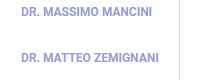 DR. MASSIMO MANCINI
DR. MATTEO ZEMIGNANI